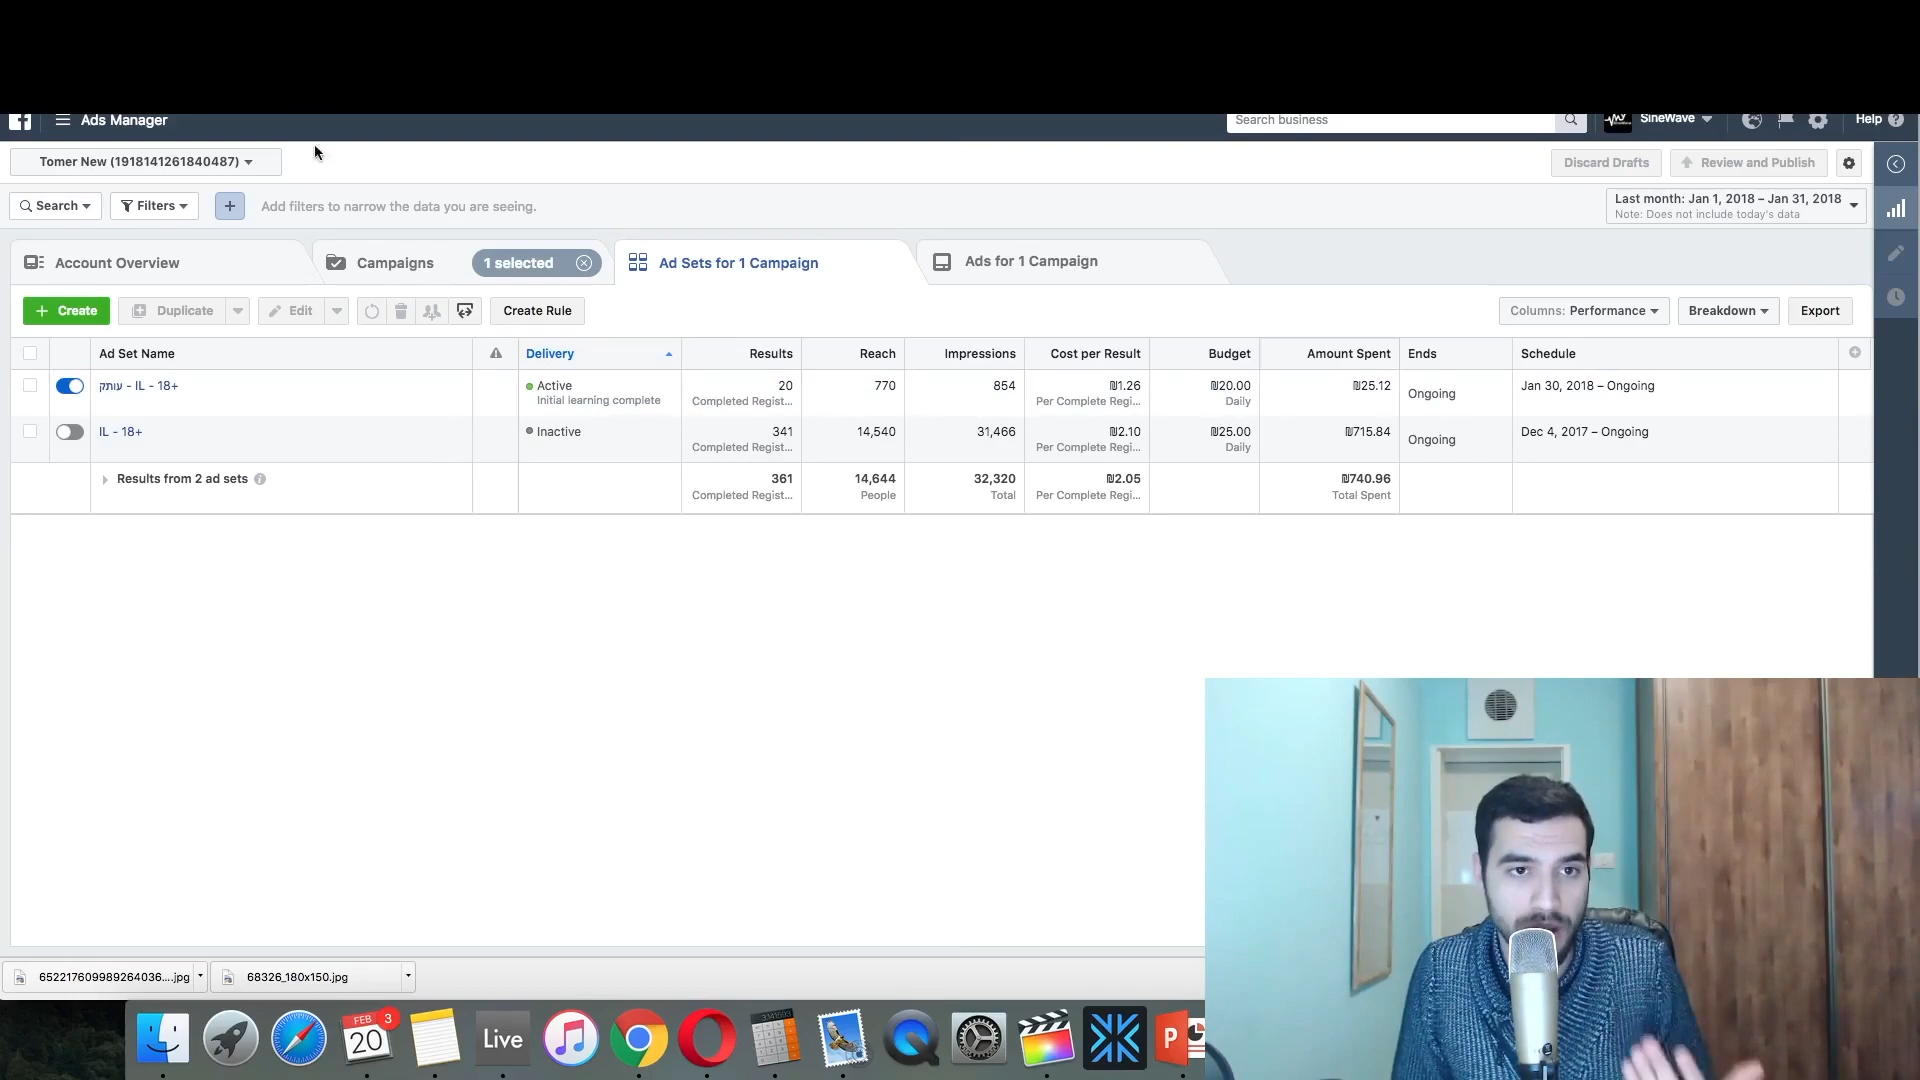 Ads Manager
Search business
SineWave
Help
Tomer New (1918141261840487)
Discard Drafts
Review and Publish
Search
Filters
Add filters to narrow the data you are seeing.
Last month: Jan 1, 2018 – Jan 31, 2018
Note: Does not include today's data
Account Overview
Campaigns
1 selected
Ad Sets for 1 Campaign
Ads for 1 Campaign
Create
Duplicate
Edit
Create Rule
Columns: Performance
Breakdown
Export
Ad Set Name
Delivery
Results
Reach
Impressions
Cost per Result
Budget
Amount Spent
Ends
Schedule
עותק - IL - 18+
Active
Initial learning complete
20
Completed Regist...
770
854
₪1.26
Per Complete Regi...
₪20.00
Daily
₪25.12
Ongoing
Jan 30, 2018 – Ongoing
IL - 18+
Inactive
341
Completed Regist...
14,540
31,466
₪2.10
Per Complete Regi...
₪25.00
Daily
₪715.84
Ongoing
Dec 4, 2017 – Ongoing
Results from 2 ad sets
361
Completed Regist...
14,644
People
32,320
Total
₪2.05
Per Complete Regi...
₪740.96
Total Spent
652217609989264036....jpg
68326_180x150.jpg
FEB
3
20
Live
P